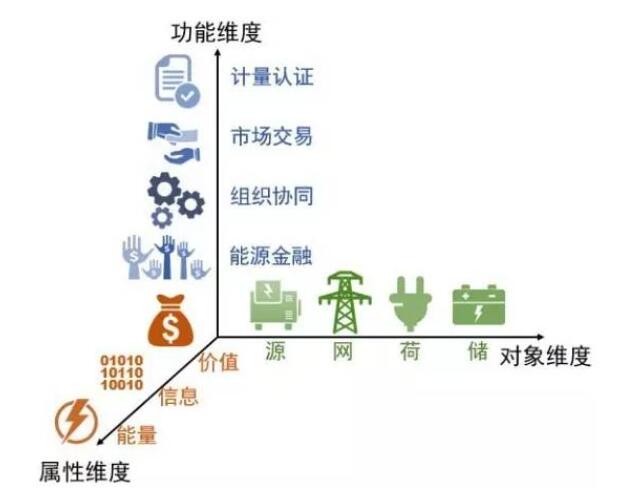 功能维度
计量认证
市场交易
组织协同
能源金融
$
价值
源
网
荷
储
对象维度
01010
10110
10010
信息
能量
属性维度